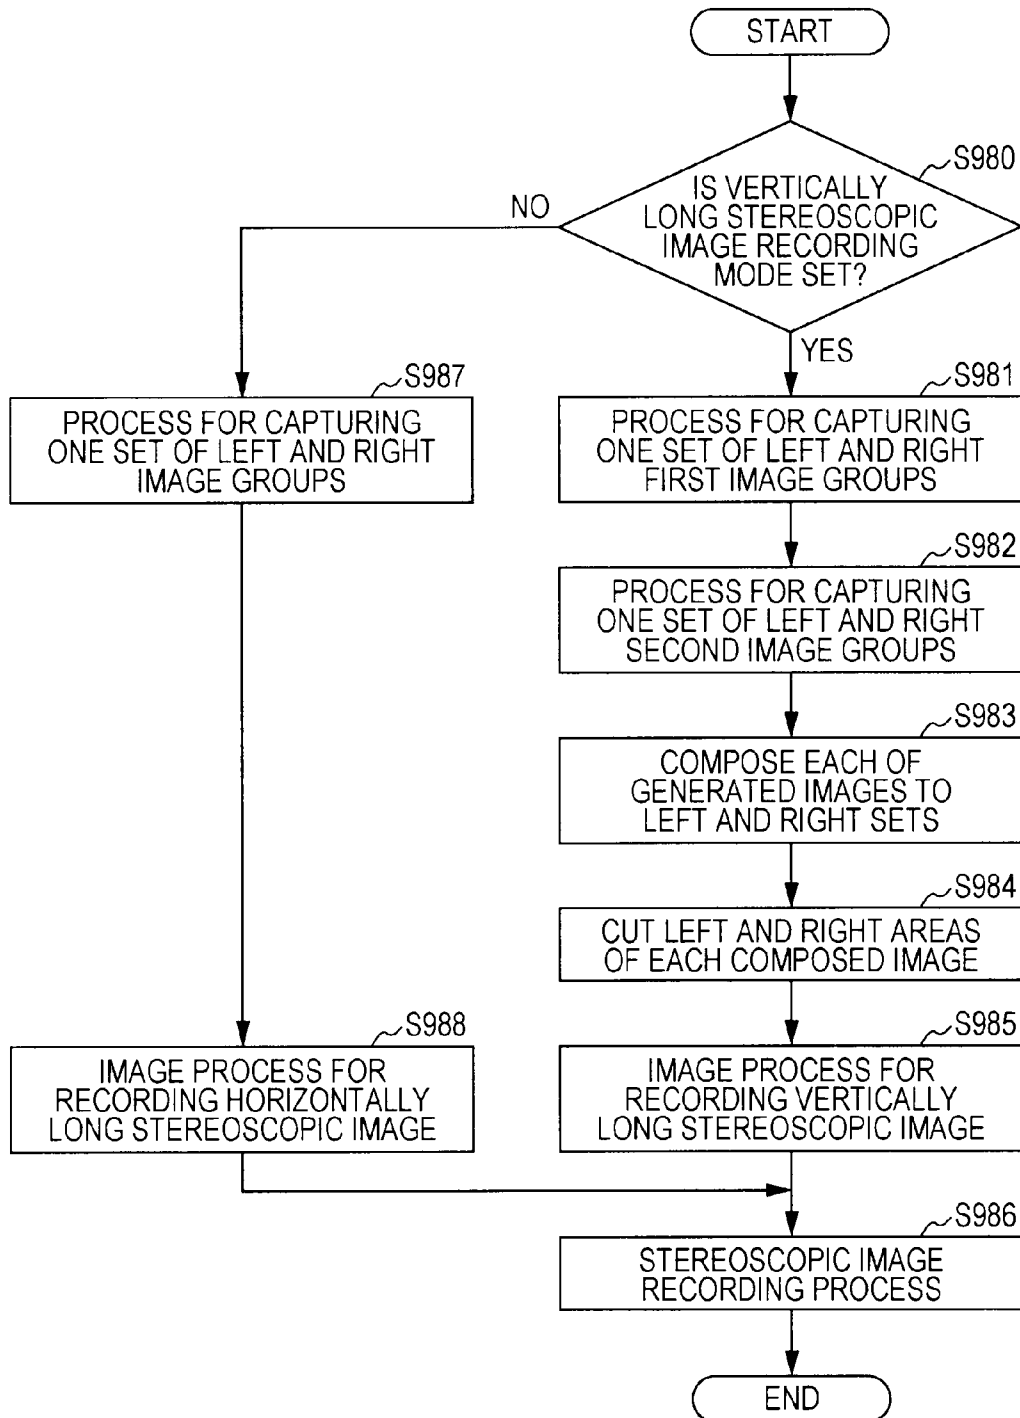 START
S980
IS VERTICALLY
LONG STEREOSCOPIC
IMAGE RECORDING
MODE SET?
NO
YES
S987
PROCESS FOR CAPTURING
ONE SET OF LEFT AND RIGHT
IMAGE GROUPS
S981
PROCESS FOR CAPTURING
ONE SET OF LEFT AND RIGHT
FIRST IMAGE GROUPS
S982
PROCESS FOR CAPTURING
ONE SET OF LEFT AND RIGHT
SECOND IMAGE GROUPS
S983
COMPOSE EACH OF
GENERATED IMAGES TO
LEFT AND RIGHT SETS
S984
CUT LEFT AND RIGHT AREAS
OF EACH COMPOSED IMAGE
S988
IMAGE PROCESS FOR
RECORDING HORIZONTALLY
LONG STEREOSCOPIC IMAGE
S985
IMAGE PROCESS FOR
RECORDING VERTICALLY
LONG STEREOSCOPIC IMAGE
S986
STEREOSCOPIC IMAGE
RECORDING PROCESS
END